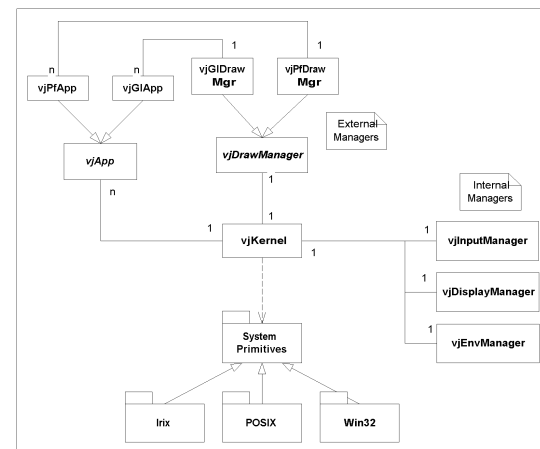 1
1
n
n
vjGlDraw
Mgr
vjPfDraw
Mgr
vjPfApp
vjGlApp
External
Managers
vjApp
vjDrawManager
n
1
Internal
Managers
1
1
1
vjKernel
1
1
vjInputManager
1
vjDisplayManager
1
vjEnvManager
System
Primitives
Irix
POSIX
Win32